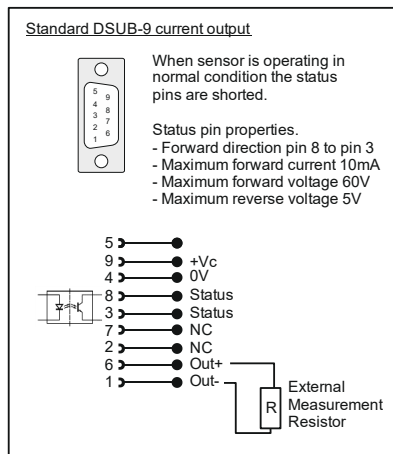 Standard DSUB-9 current output
When sensor is operating in
normal condition the status
pins are shorted.
5
9
4
8
3
7
2
6
1
Status pin properties.
- Forward direction pin 8 to pin 3
- Maximum forward current 10mA
- Maximum forward voltage 60V
- Maximum reverse voltage 5V
5
9 +Vc
4 0V
8 Status
3 Status
7 NC
2 NC
6 Out+
1 Out-
R
External
Measurement
Resistor